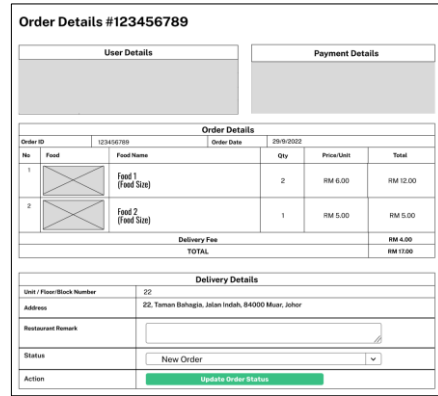 Order Details #123456789
User Details
Payment Details
Order Details
Order ID 123456789 Order Date 29/9/2022
No Food Food Name Qty Price/Unit Total
1 Food 1 2 RM 6.00 RM 12.00
(Food Size)
2 Food 2 1 RM 5.00 RM 5.00
(Food Size)
Delivery Fee RM 4.00
TOTAL RM 17.00
Delivery Details
Unit / Floor/Block Number 22
Address 22, Taman Bahagia, Jalan Indah, 84000 Muar, Johor
Restaurant Remark
Status New Order
Action Update Order Status